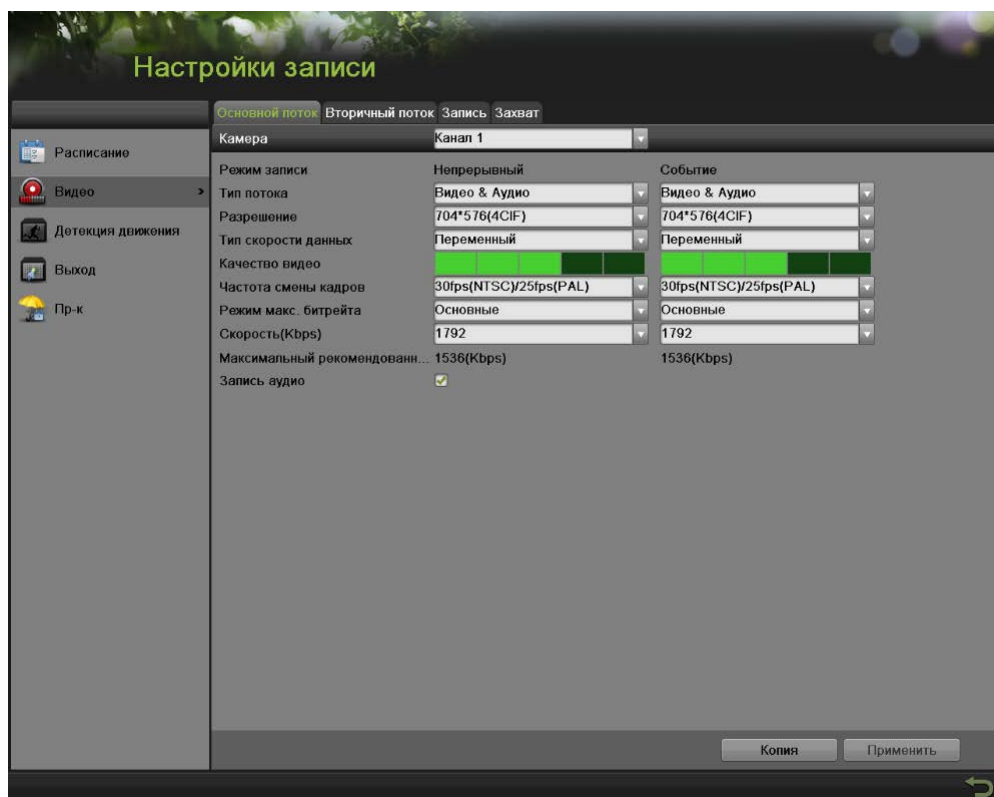 Настройки записи
Основной поток Вторичный поток Запись Захват
Камера Канал 1
Расписание
Видео
Детекция движения
Выход
Пр-к
Режим записи Непрерывный Событие
Тип потока Видео & Аудио Видео & Аудио
Разрешение 704*576(4CIF) 704*576(4CIF)
Тип скорости данных Переменный Переменный
Качество видео
Частота смены кадров 30fps(NTSC)/25fps(PAL) 30fps(NTSC)/25fps(PAL)
Режим макс. битрейта Основные Основные
Скорость(Kbps) 1792 1792
Максимальный рекомендованн... 1536(Kbps) 1536(Kbps)
Запись аудио
Копия Применить